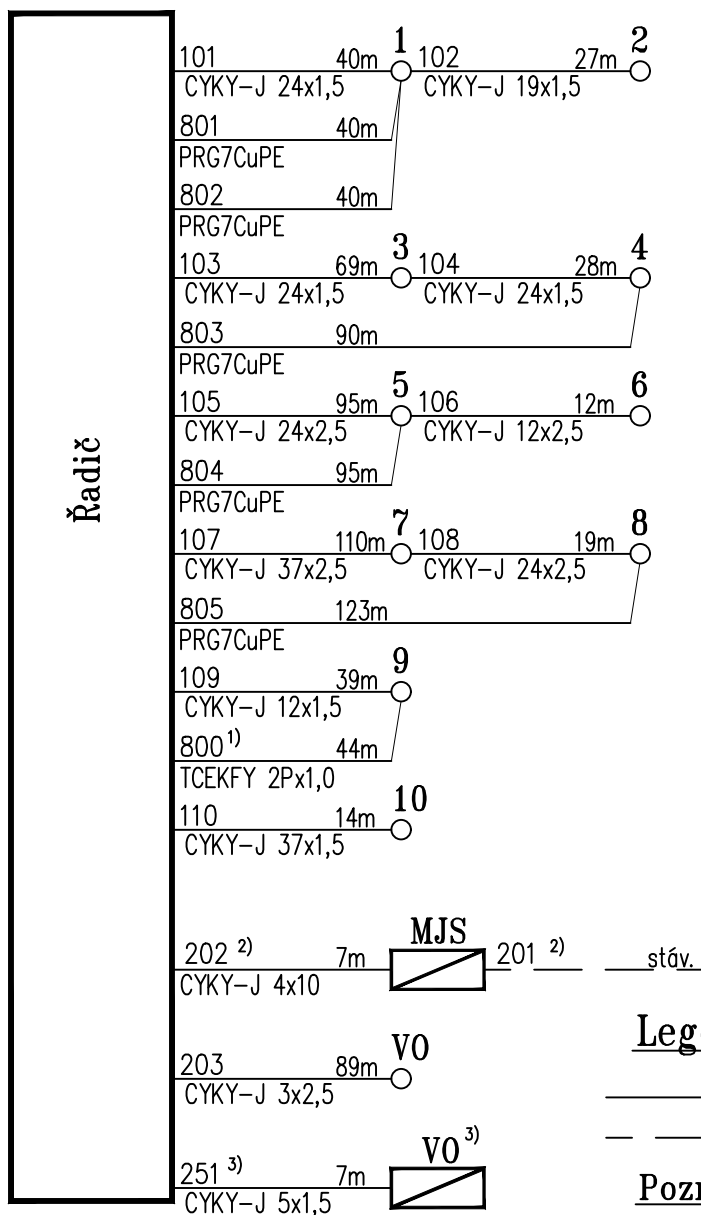 Řadič
101 40m 1 102 27m 2
CYKY-J 24x1,5 CYKY-J 19x1,5
801 40m
PRG7CuPE
802 40m
PRG7CuPE
103 69m 3 104 28m 4
CYKY-J 24x1,5 CYKY-J 24x1,5
803 90m
PRG7CuPE
105 95m 5 106 12m 6
CYKY-J 24x2,5 CYKY-J 12x2,5
804 95m
PRG7CuPE
107 110m 7 108 19m 8
CYKY-J 37x2,5 CYKY-J 24x2,5
805 123m
PRG7CuPE
109 39m 9
CYKY-J 12x1,5
800 1) 44m
TCEKFY 2Px1,0
110 14m 10
CYKY-J 37x1,5
MJS
202 2) 7m 201 2) stáv.
CYKY-J 4x10
Leg
203 89m VO
CYKY-J 3x2,5
VO 3)
251 3) 7m
CYKY-J 5x1,5
Pozn